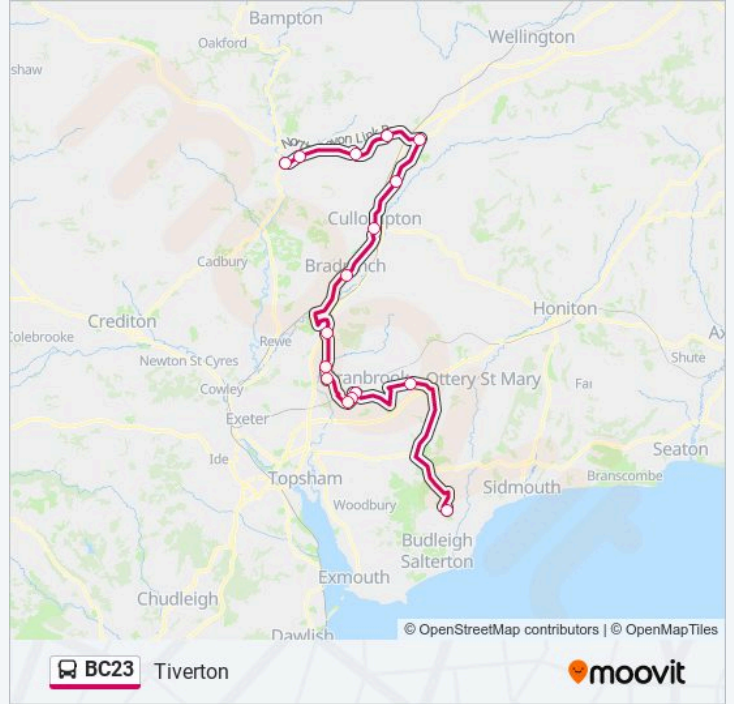 Bampton
Wellington
Oakford
shaw
Cullompton
Cadbury
Bradninch
Honiton
Crediton
Colebrooke
Rewe
Shute
Newton St Cyres
Cranbrook
Ottery St Mary
Cowley
Exeter
Seaton
Ide
Topsham
Branscombe
Sidmouth
Woodbury
Budleigh
Salterton
Exmouth
Chudleigh
Dawlish
© OpenStreetMap contributors | © OpenMapTiles
BC23
Tiverton
moovit